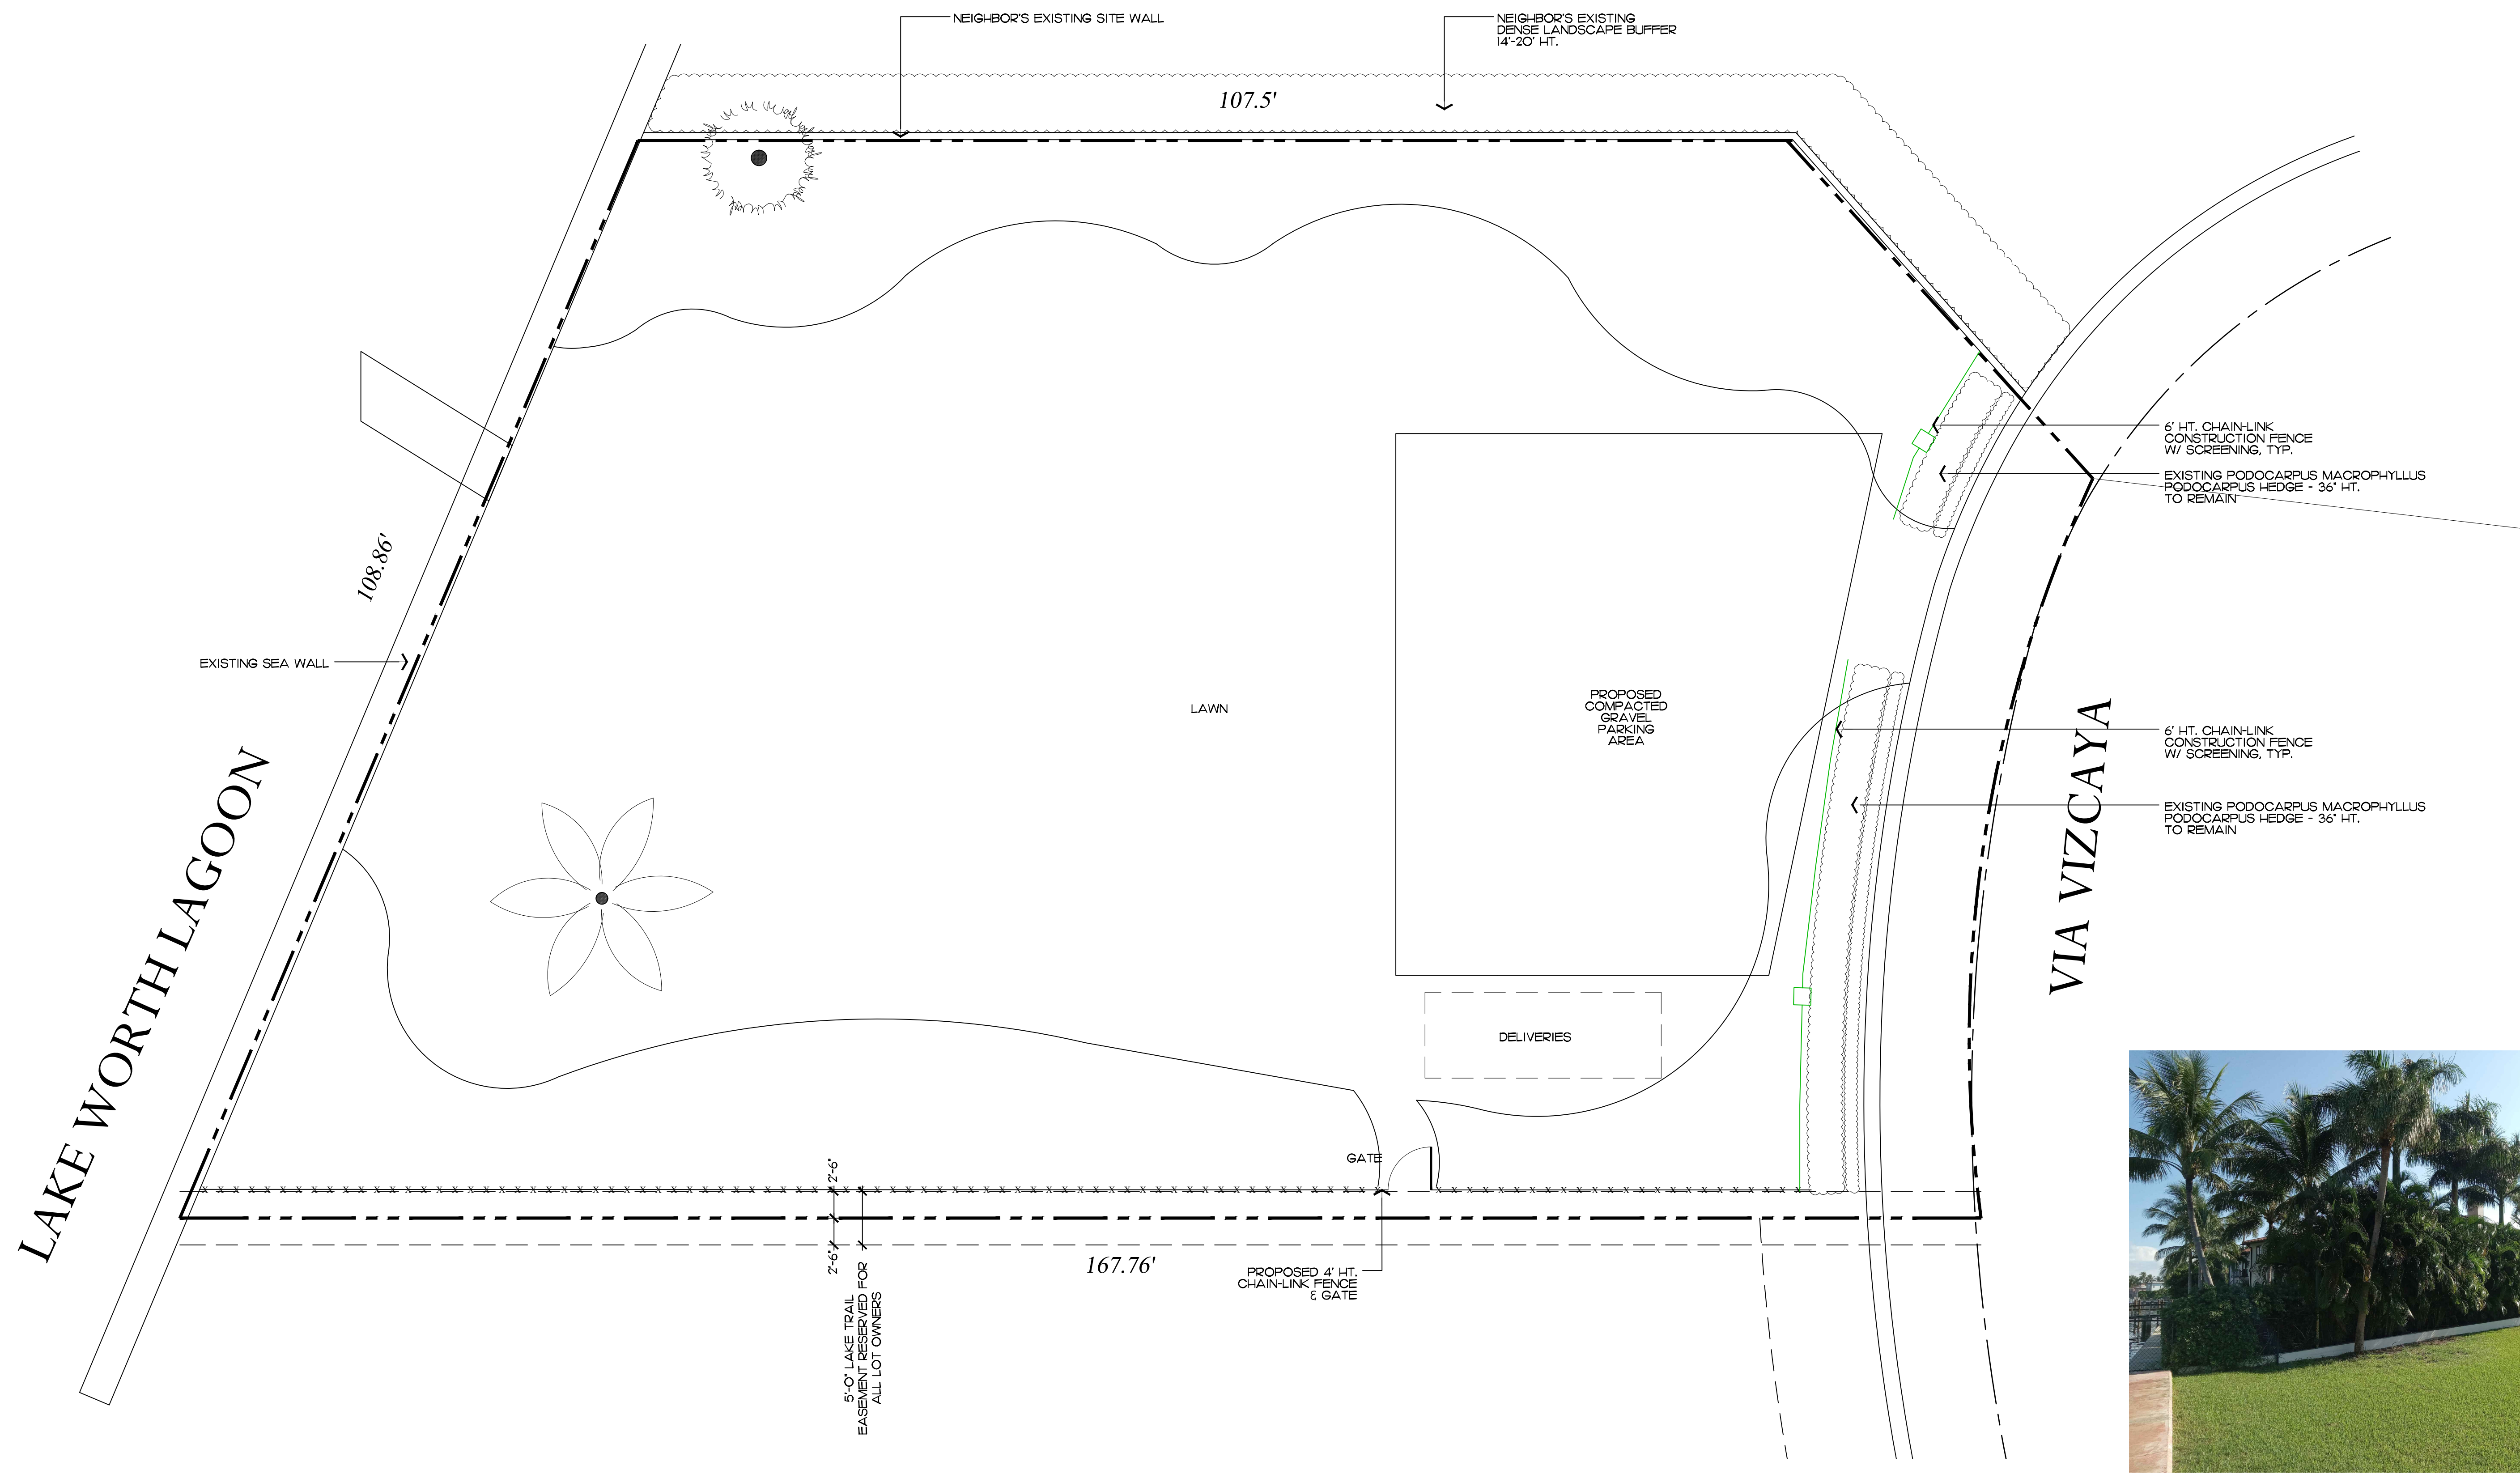 NEIGHBOR'S EXISTING SITE WALL
NEIGHBOR'S EXISTING
DENSE LANDSCAPE BUFFER
14'-20' HT.
107.5'
6' HT. CHAIN-LINK
CONSTRUCTION FENCE
W/ SCREENING, TYP.
EXISTING PODOCARPUS MACROPHYLLUS
PODOCARPUS HEDGE - 36" HT.
TO REMAIN
108.86'
EXISTING SEA WALL
LAWN
PROPOSED
COMPACTED
GRAVEL
PARKING
AREA
6' HT. CHAIN-LINK
CONSTRUCTION FENCE
W/ SCREENING, TYP.
EXISTING PODOCARPUS MACROPHYLLUS
PODOCARPUS HEDGE - 36" HT.
TO REMAIN
LAKE WORTH LAGOON
VIA VIZCAYA
DELIVERIES
GATE
2'-6"
2'-6"
167.76'
PROPOSED 4' HT.
CHAIN-LINK FENCE
& GATE
5'-0" LAKE TRAIL
EASEMENT RESERVED FOR
ALL LOT OWNERS